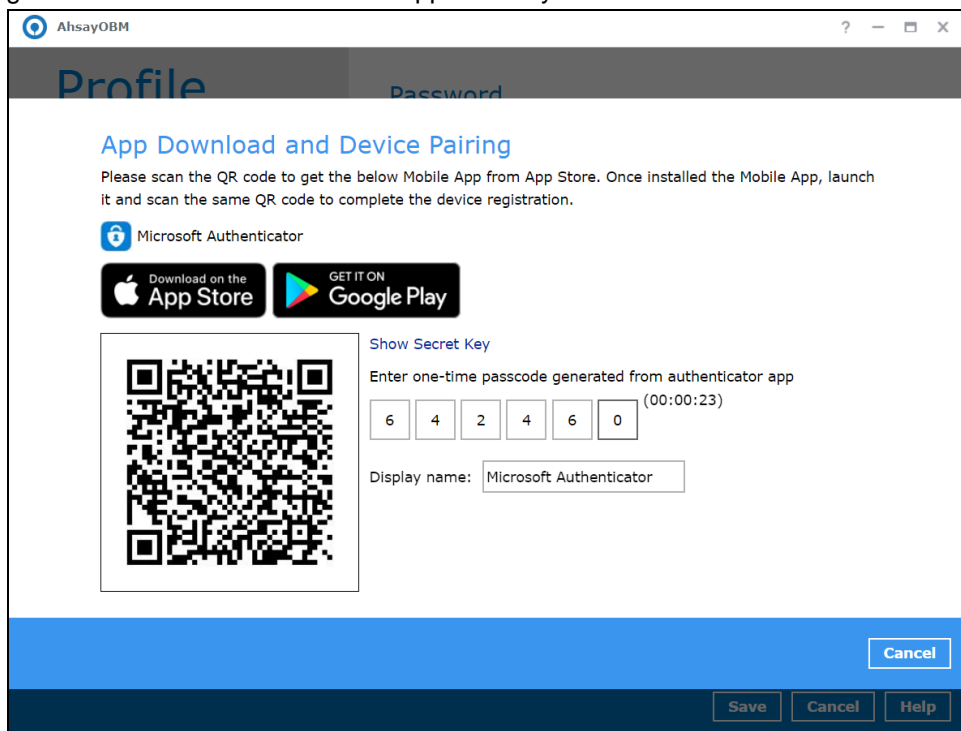 AhsayOBM
Profile
Password
App Download and Device Pairing
Please scan the QR code to get the below Mobile App from App Store. Once installed the Mobile App, launch
it and scan the same QR code to complete the device registration.
Microsoft Authenticator
Download on the
App Store
GET IT ON
Google Play
Show Secret Key
Enter one-time passcode generated from authenticator app
6 4 2 4 6 0 (00:00:23)
Display name: Microsoft Authenticator
Cancel
Save Cancel Help